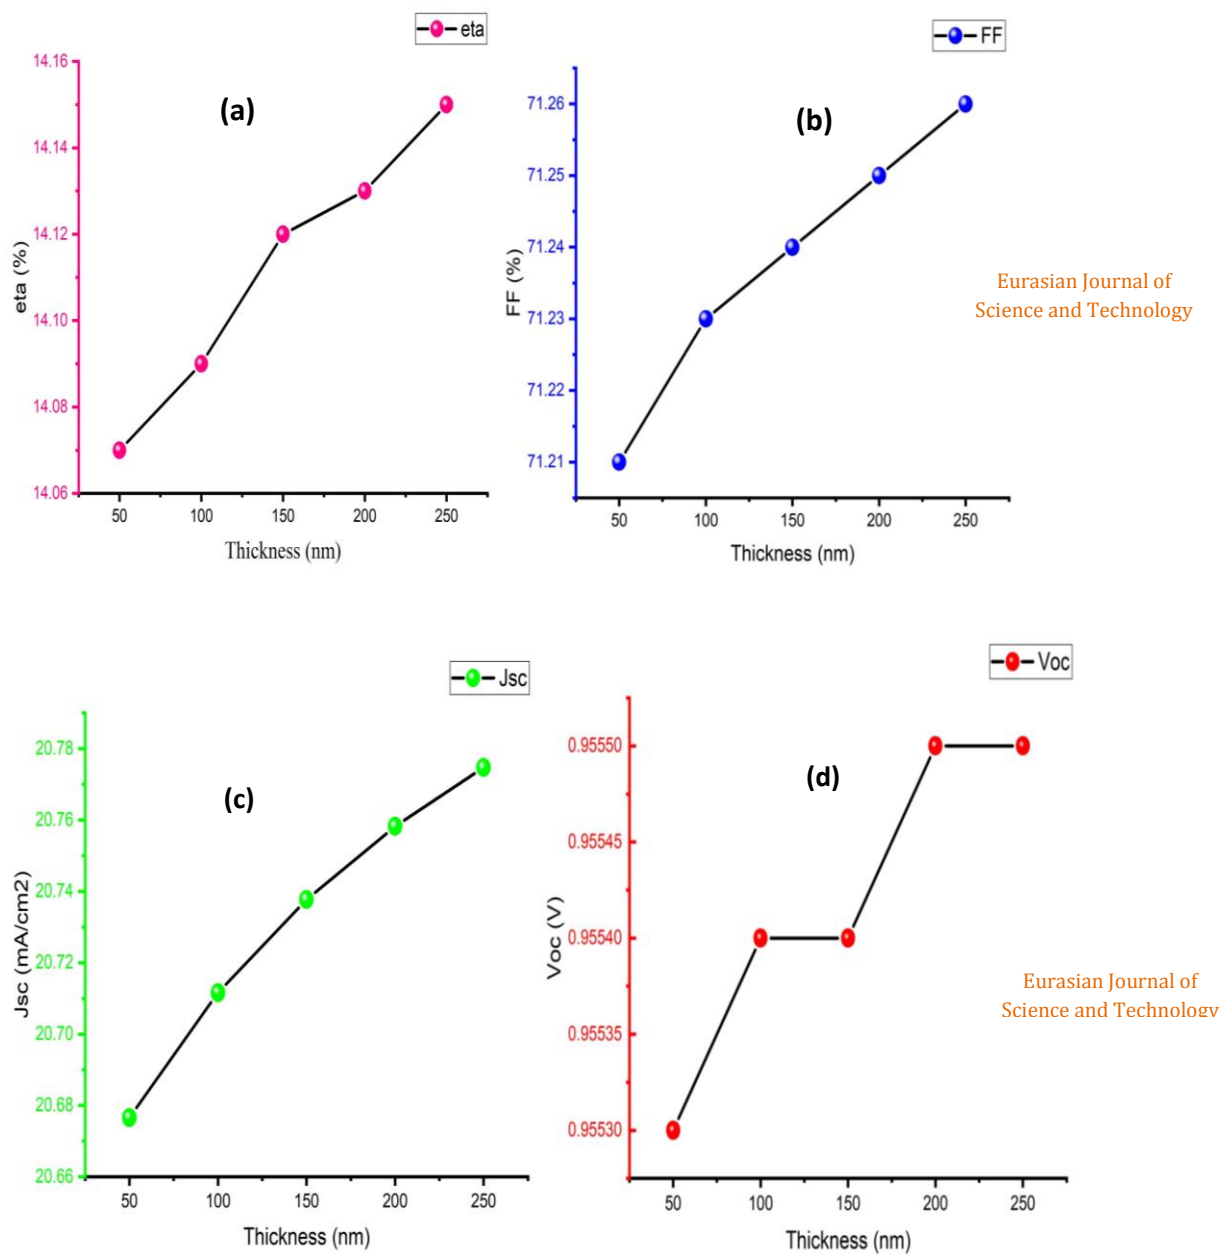 eta
(a)
14.16
14.14
14.12
14.10
14.08
14.06
eta (%)
50 100 150 200 250
Thickness (nm)
FF
(b)
71.26
71.25
71.24
71.23
71.22
71.21
FF (%)
50 100 150 200 250
Thickness (nm)
Eurasian Journal of
Science and Technology
Jsc
(c)
20.78
20.76
20.74
20.72
20.70
20.68
20.66
Jsc (mA/cm2)
50 100 150 200 250
Thickness (nm)
Voc
(d)
0.95550
0.95545
0.95540
0.95535
0.95530
Voc (V)
50 100 150 200 250
Thickness (nm)
Eurasian Journal of
Science and Technology